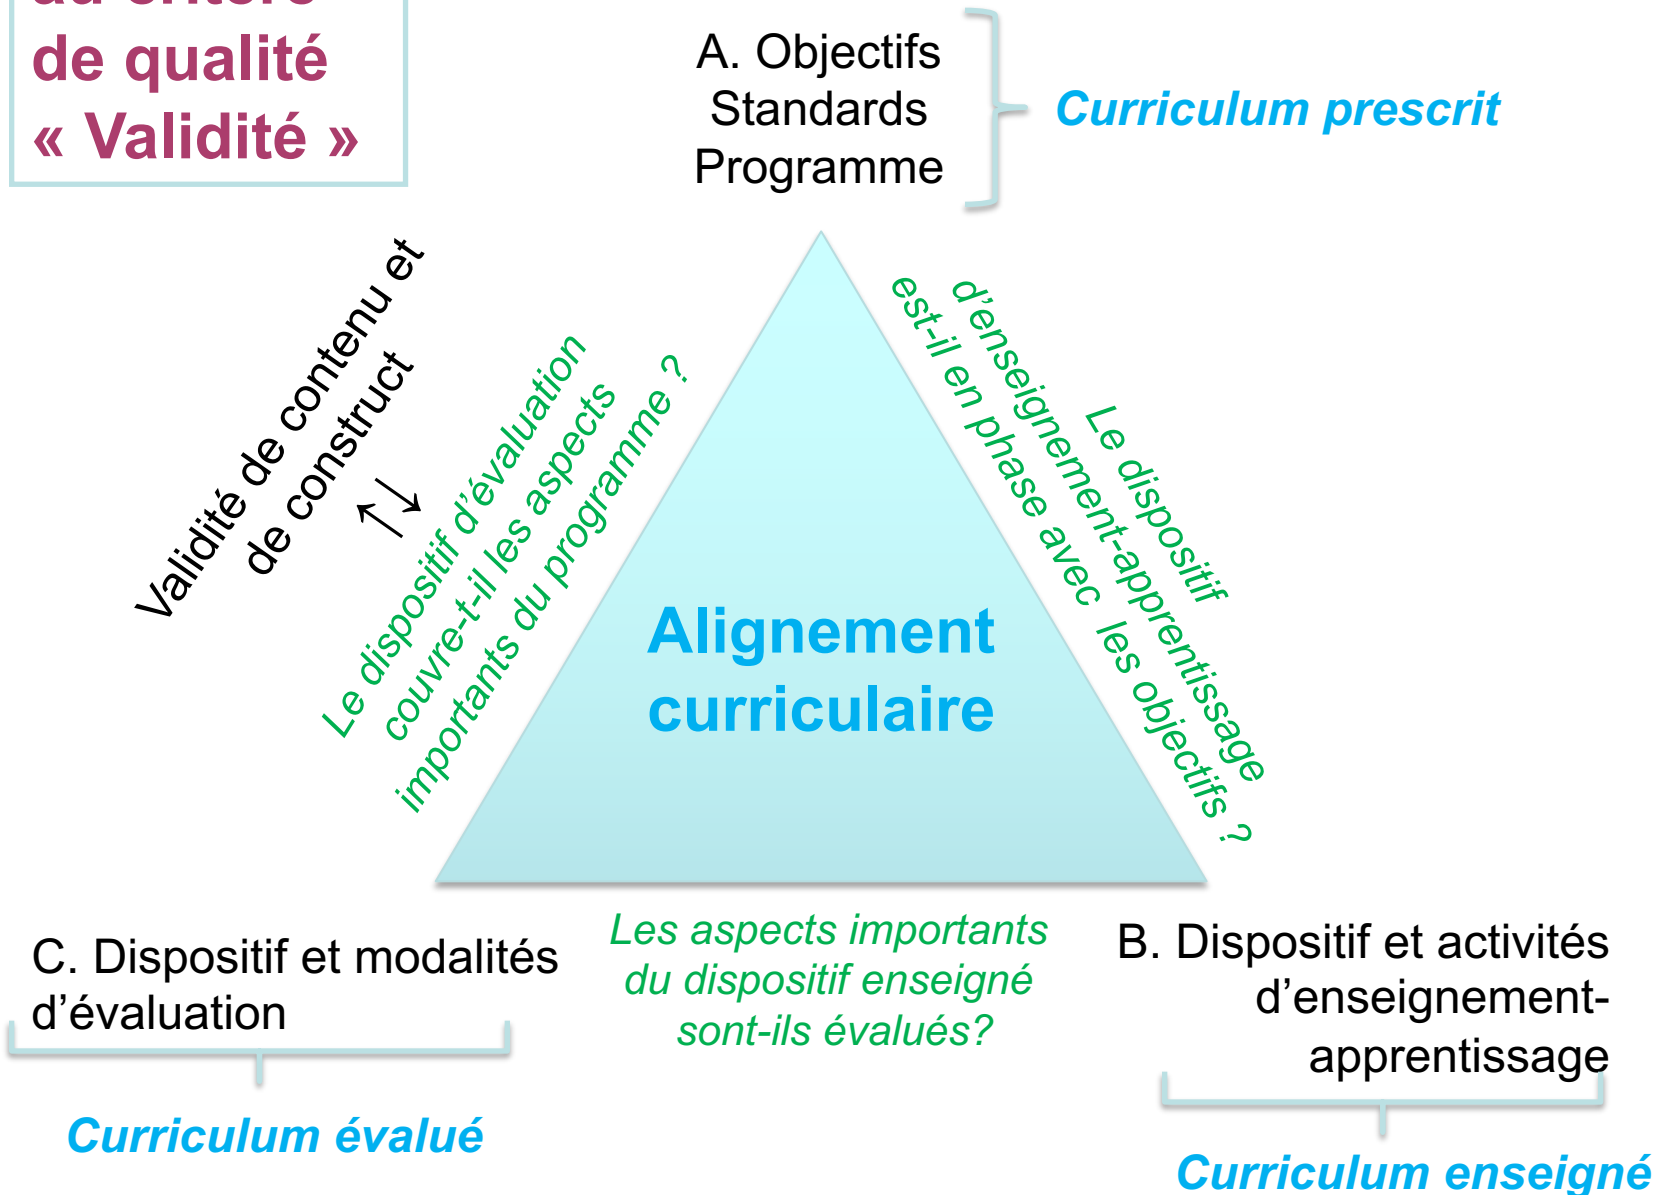 au critère
de qualité
« Validité »
A. Objectifs
Standards
Programme
Curriculum prescrit
Validité de contenu et
de construct
↑↓
Le dispositif d’évaluation
couvre-t-il les aspects
importants du programme ?
Le dispositif
d’enseignement-apprentissage
est-il en phase avec les objectifs ?
Alignement
curriculaire
C. Dispositif et modalités
d’évaluation
Curriculum évalué
Les aspects importants
du dispositif enseigné
sont-ils évalués?
B. Dispositif et activités
d’enseignement-
apprentissage
Curriculum enseigné